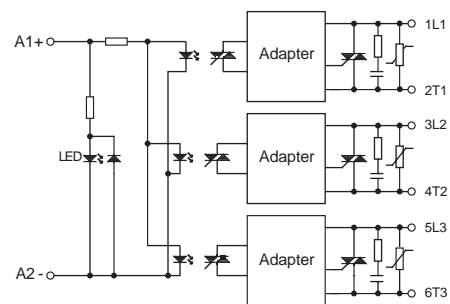 A1+
Adapter
1L1
2T1
LED
Adapter
3L2
4T2
A2 -
Adapter
5L3
6T3